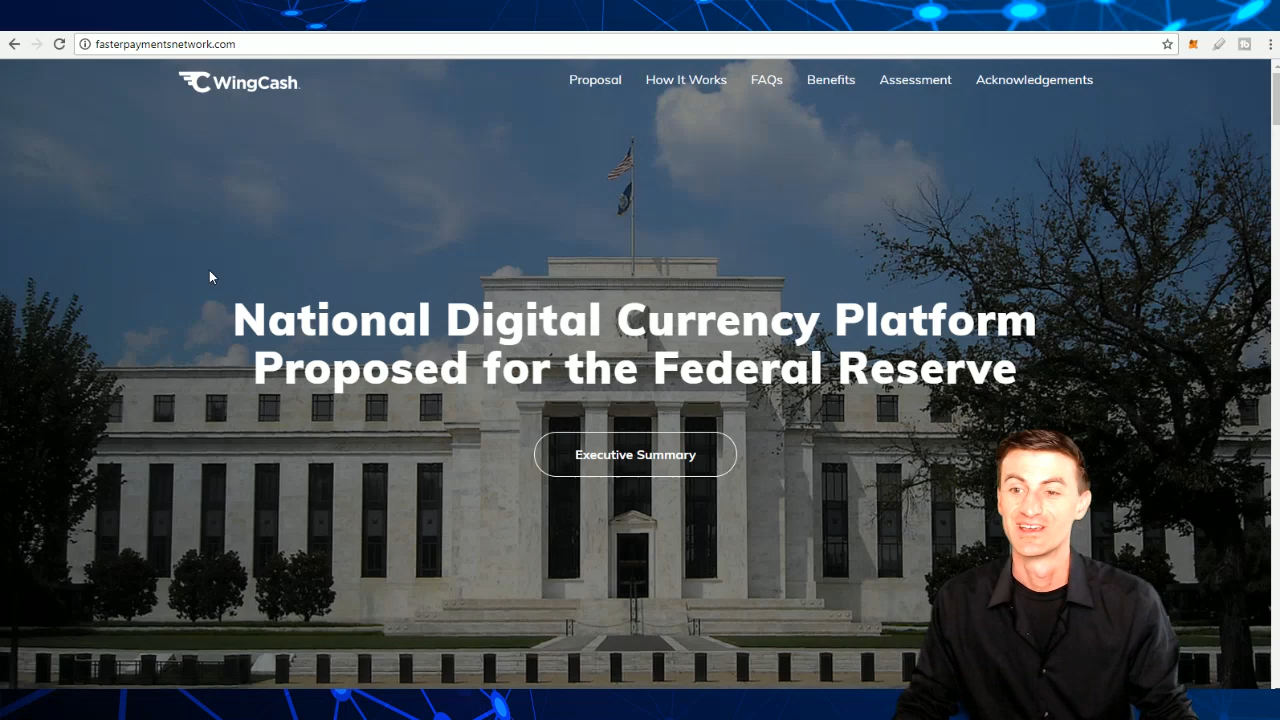 fasterpaymentsnetwork.com
WingCash
Proposal How It Works FAQs Benefits Assessment Acknowledgements
National Digital Currency Platform
Proposed for the Federal Reserve
Executive Summary